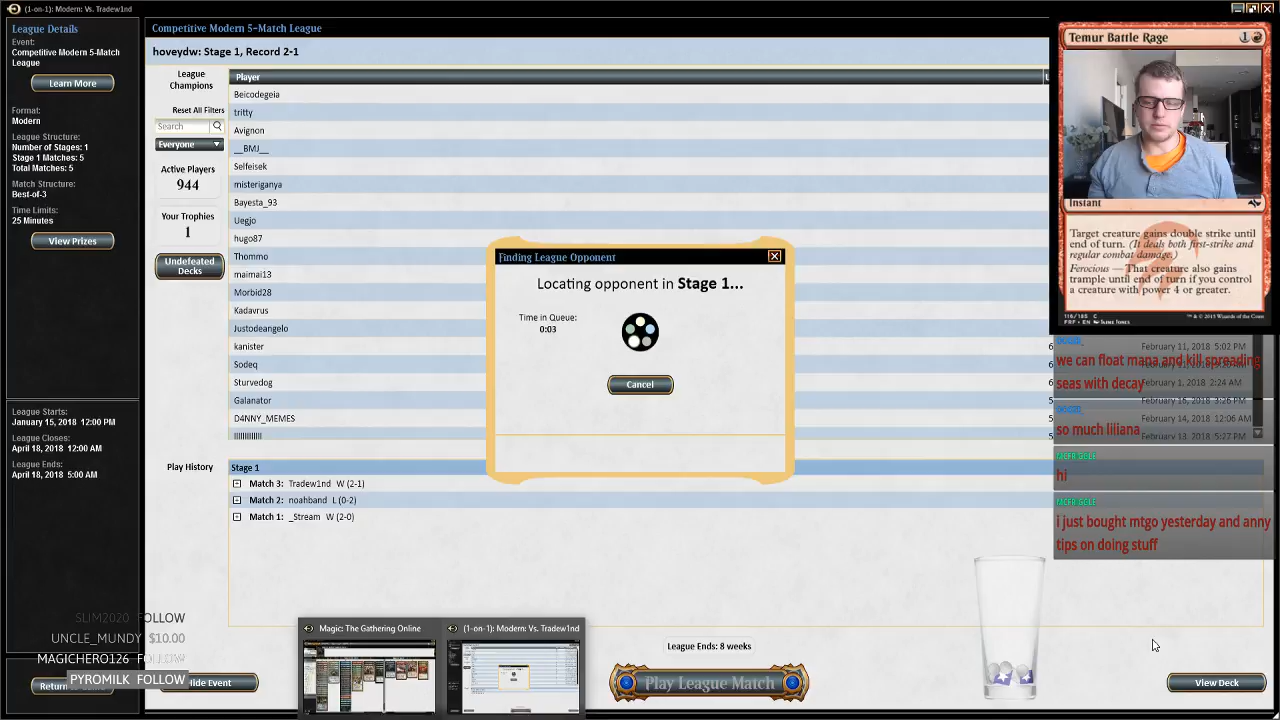 (1-on-1): Modern: Vs. Tradew1nd
League Details
Event:
Competitive Modern 5-Match
League
Learn More
Format:
Modern
League Structure:
Number of Stages: 1
Stage 1 Matches: 5
Total Matches: 5
Match Structure:
Best-of-3
Time Limits:
25 Minutes
View Prizes
League Starts:
January 15, 2018 12:00 PM
League Closes:
April 18, 2018 12:00 AM
League Ends:
April 18, 2018 5:00 AM
Competitive Modern 5-Match League
hoveydw: Stage 1, Record 2-1
League
Champions
Reset All Filters
Search
Everyone
Active Players
944
Your Trophies
1
Undefeated
Decks
Player
Beicodegeia
tritty
Avignon
__BMJ__
Selfeisek
misteriganya
Bayesta_93
Uegjo
hugo87
Thommo
maimai13
Morbid28
Kadavrus
Justodeangelo
kanister
Sodeq
Sturvedog
Galanator
D4NNY_MEMES
Finding League Opponent
Locating opponent in Stage 1...
Time in Queue:
0:03
Cancel
Play History
Stage 1
Match 3: Tradew1nd W (2-1)
Match 2: noahband L (0-2)
Match 1: _Stream W (2-0)
Temur Battle Rage
1
Instant
Target creature gains double strike until
end of turn. (It deals both first-strike and
regular combat damage.)
Ferocious — That creature also gains
trample until end of turn if you control
a creature with power 4 or greater.
February 11, 2018 5:02 PM
we can float mana and kill spreading
seas with decay
February 1, 2018 2:24 AM
February 14, 2018 12:06 AM
so much liliana
February 13, 2018 5:27 PM
hi
i just bought mtgo yesterday and anny
tips on doing stuff
SLIM2020 FOLLOW
UNCLE_MUNDY $10.00
MAGICHERO126 FOLLOW
PYROMILK FOLLOW
Magic: The Gathering Online
(1-on-1): Modern: Vs. Tradew1nd
League Ends: 8 weeks
Play League Match
View Deck